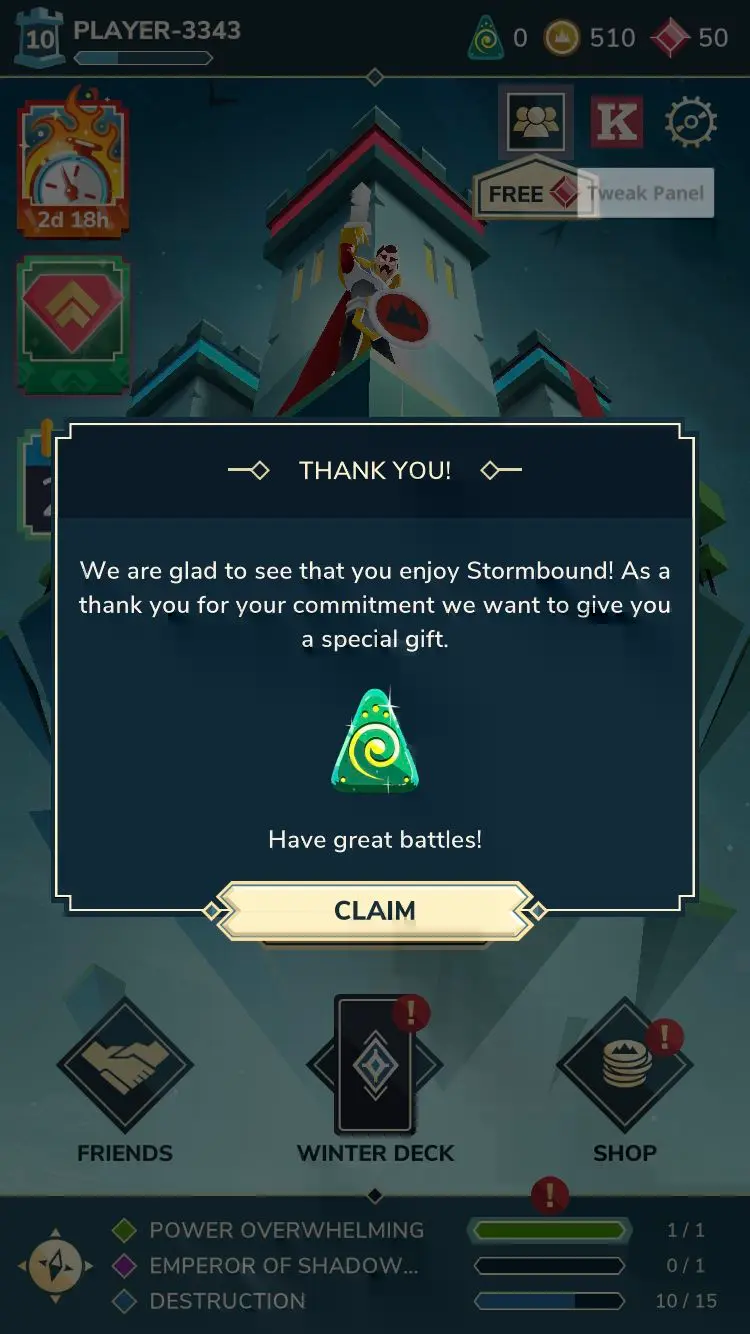 10 PLAYER-3343 0 510 50
K
2d 18h
FREE Tweak Panel
2
THANK YOU!
We are glad to see that you enjoy Stormbound! As a
thank you for your commitment we want to give you
a special gift.
Have great battles!
CLAIM
! !
FRIENDS WINTER DECK SHOP
!
POWER OVERWHELMING 1 / 1
EMPEROR OF SHADOW... 0 / 1
DESTRUCTION 10 / 15